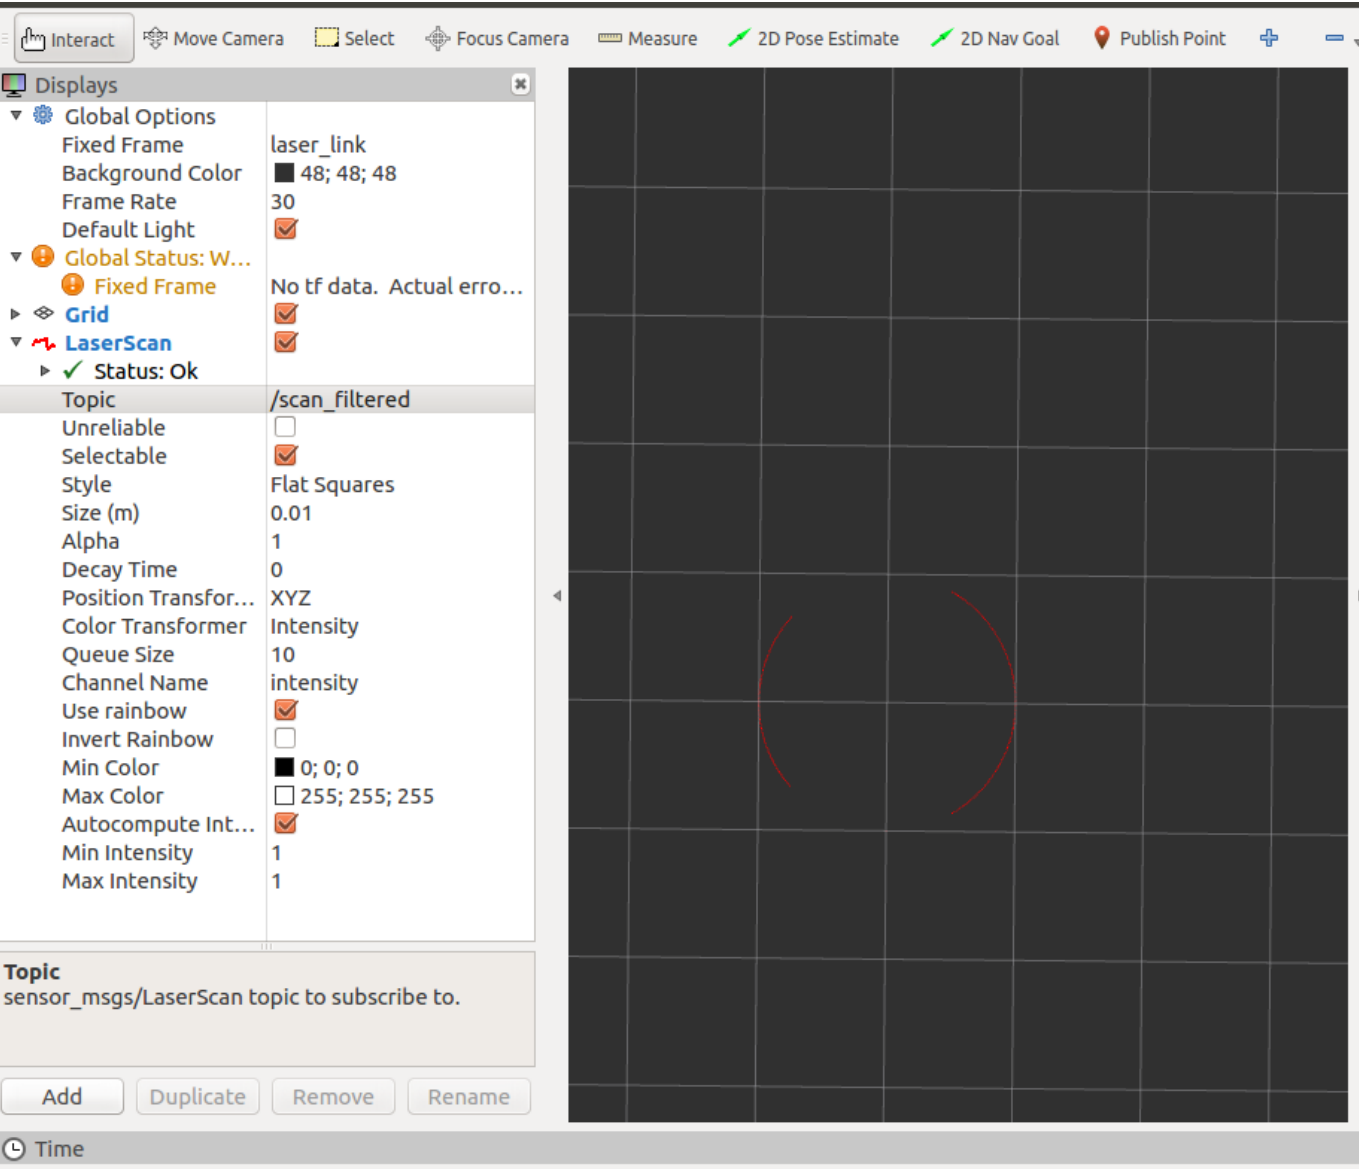 Interact Move Camera Select Focus Camera Measure 2D Pose Estimate 2D Nav Goal Publish Point
Displays
Global Options
Fixed Frame laser_link
Background Color 48; 48; 48
Frame Rate 30
Default Light
Global Status: W...
Fixed Frame No tf data. Actual erro...
Grid
LaserScan
Status: Ok
Topic /scan_filtered
Unreliable
Selectable
Style Flat Squares
Size (m) 0.01
Alpha 1
Decay Time 0
Position Transfor... XYZ
Color Transformer Intensity
Queue Size 10
Channel Name intensity
Use rainbow
Invert Rainbow
Min Color 0; 0; 0
Max Color 255; 255; 255
Autocompute Int...
Min Intensity 1
Max Intensity 1
Topic
sensor_msgs/LaserScan topic to subscribe to.
Add Duplicate Remove Rename
Time